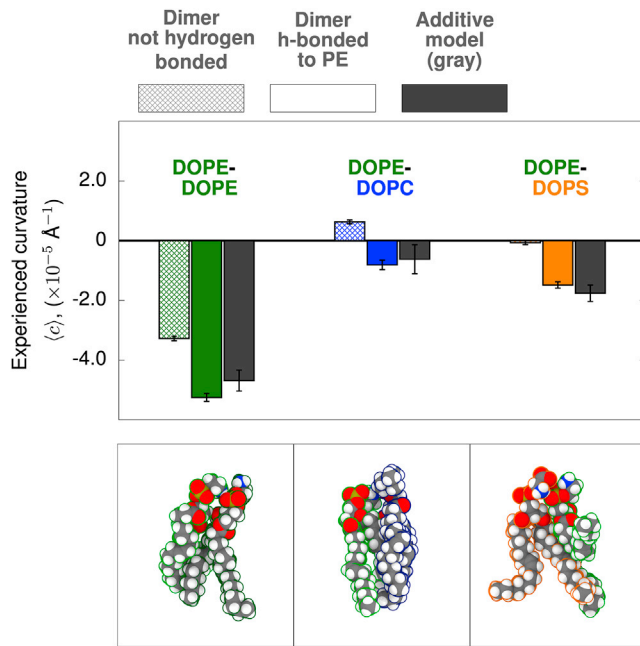 Dimer
not hydrogen
bonded
Dimer
h-bonded
to PE
Additive
model
(gray)
Experienced curvature
⟨c⟩, (×10⁻⁵ Å⁻¹)
2.0
0
-2.0
-4.0
DOPE-
DOPE
DOPE-
DOPC
DOPE-
DOPS